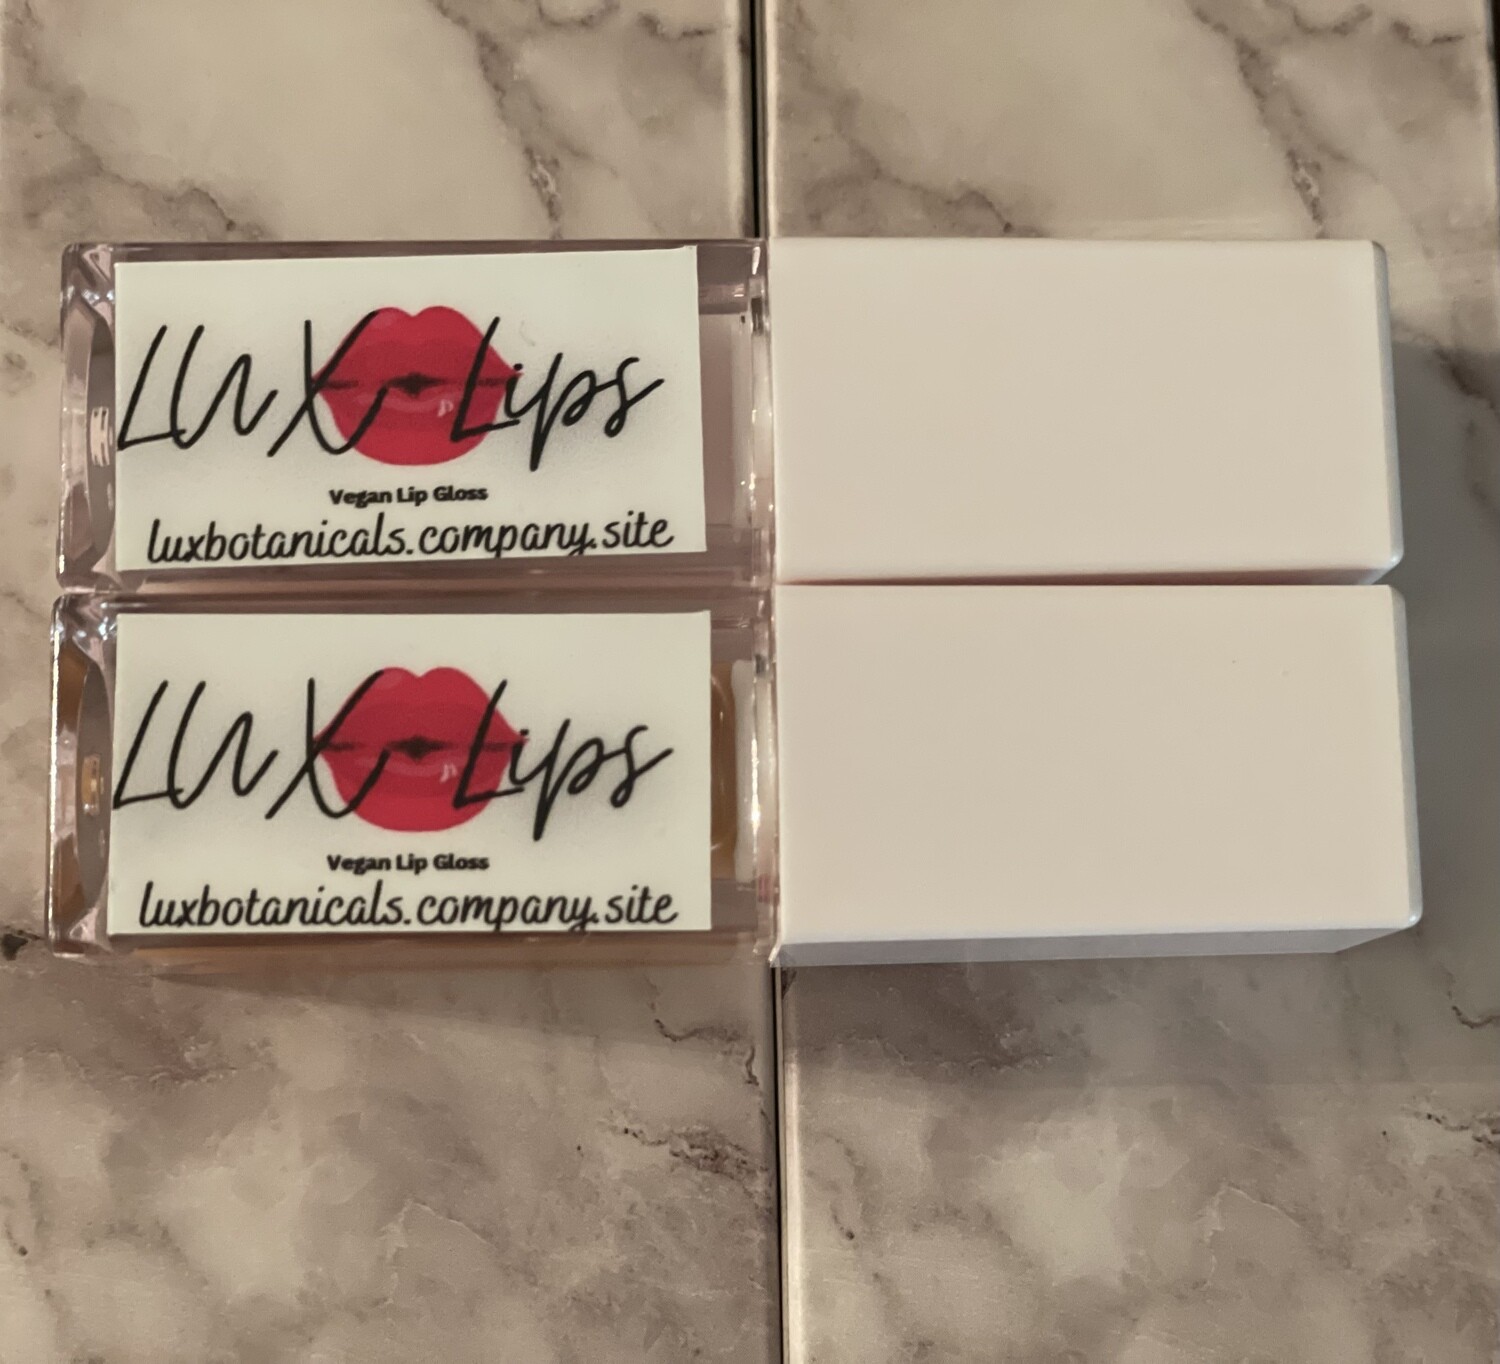 LUX Lips
Vegan Lip Gloss
luxbotanicals.company.site
LUX Lips
Vegan Lip Gloss
luxbotanicals.company.site